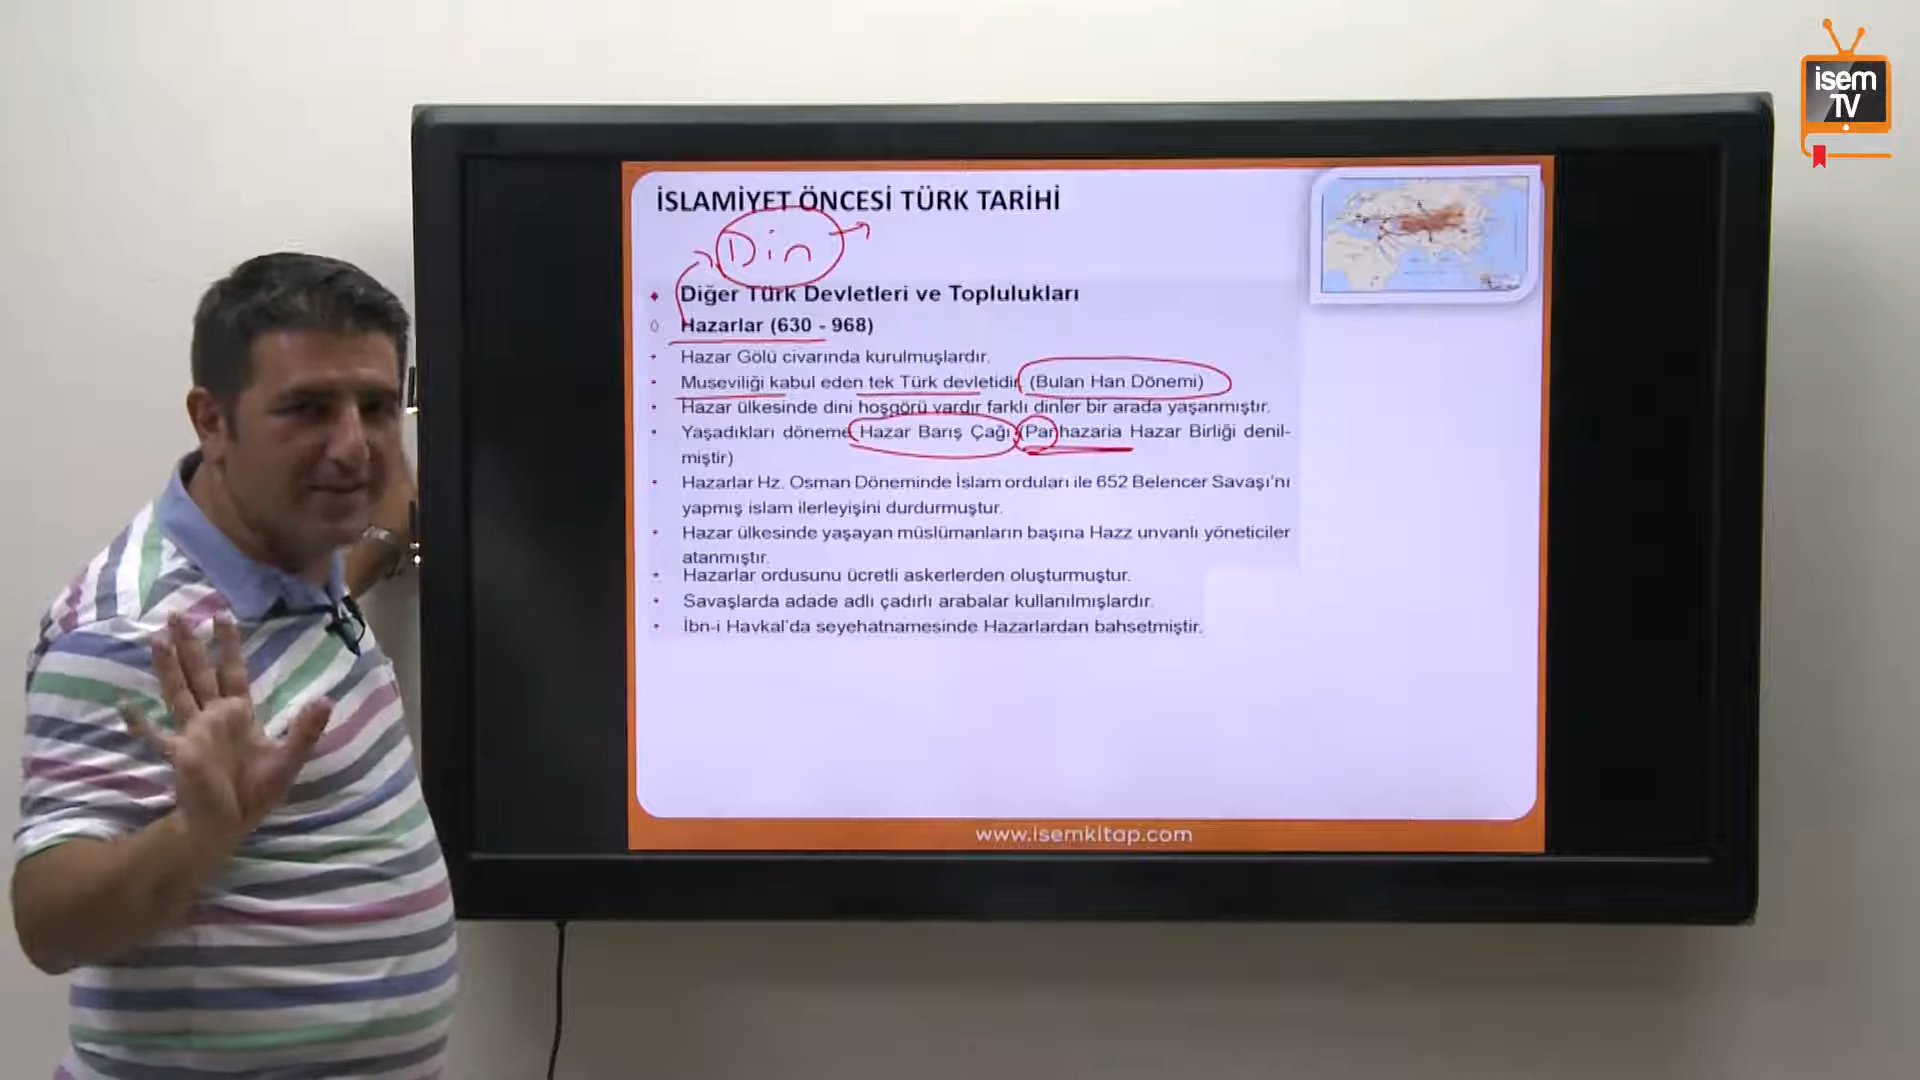 isem
TV
İSLAMİYET ÖNCESİ TÜRK TARİHİ
Din
Diğer Türk Devletleri ve Toplulukları
Hazarlar (630 - 968)
Hazar Gölü civarında kurulmuşlardır.
Museviliği kabul eden tek Türk devletidir (Bulan Han Dönemi)
Hazar ülkesinde dini hoşgörü vardır farklı dinler bir arada yaşanmıştır.
Yaşadıkları döneme Hazar Barış Çağı (Panhazaria Hazar Birliği denil-
miştir)
Hazarlar Hz. Osman Döneminde İslam orduları ile 652 Belencer Savaşı'nı
yapmış islam ilerleyişini durdurmuştur.
Hazar ülkesinde yaşayan müslümanların başına Hazz unvanlı yöneticiler
atanmıştır.
Hazarlar ordusunu ücretli askerlerden oluşturmuştur.
Savaşlarda adade adlı çadırlı arabalar kullanılmışlardır.
İbn-i Havkal'da seyehatnamesinde Hazarlardan bahsetmiştir.
www.isemkitap.com